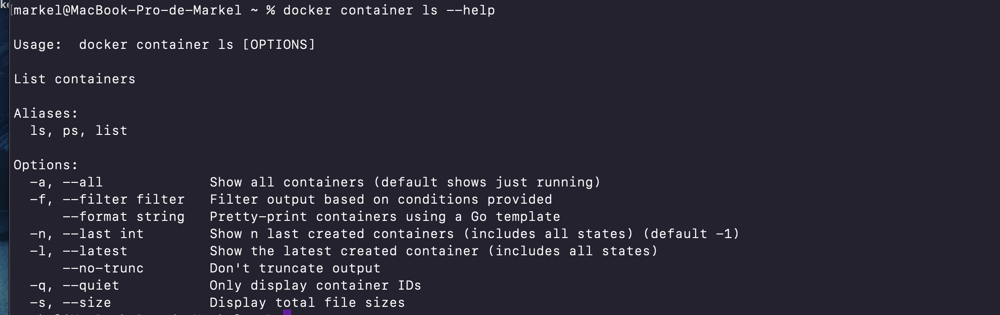 markel@MacBook-Pro-de-Markel ~ % docker container ls --help
Usage:  docker container ls [OPTIONS]
List containers
Aliases:
  ls, ps, list
Options:
  -a, --all             Show all containers (default shows just running)
  -f, --filter filter   Filter output based on conditions provided
      --format string   Pretty-print containers using a Go template
  -n, --last int        Show n last created containers (includes all states) (default -1)
  -l, --latest          Show the latest created container (includes all states)
      --no-trunc        Don't truncate output
  -q, --quiet           Only display container IDs
  -s, --size            Display total file sizes